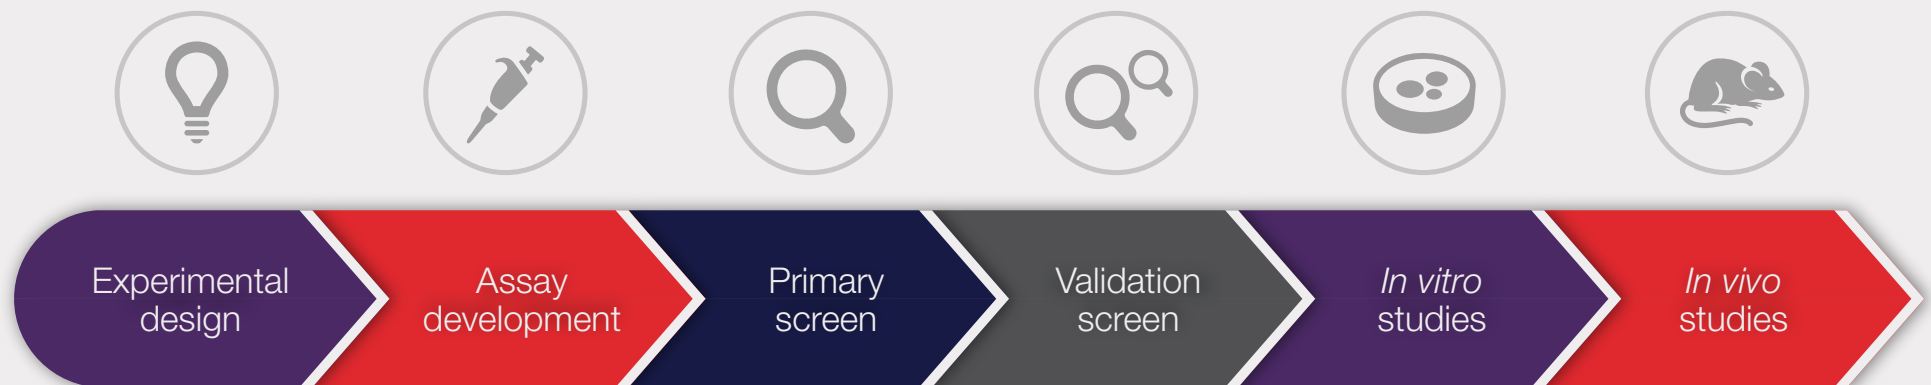 Experimental
design
Assay
development
Primary
screen
Validation
screen
In vitro
studies
In vivo
studies